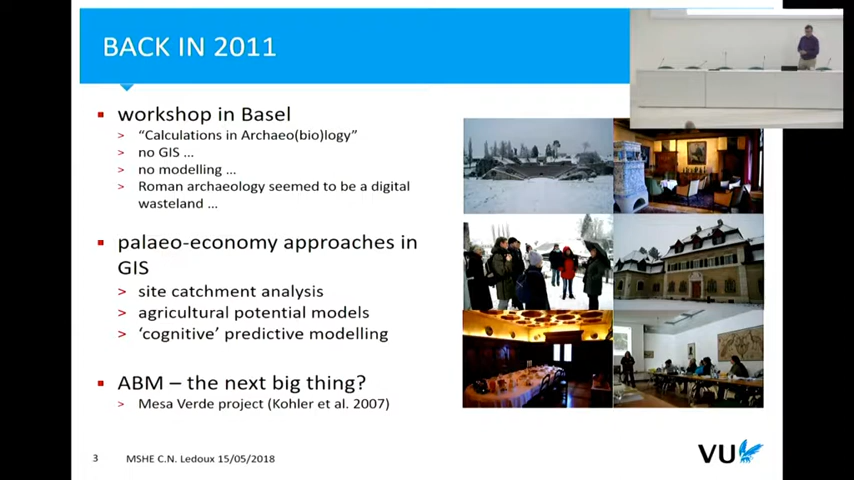 BACK IN 2011
workshop in Basel
> "Calculations in Archaeo(bio)logy"
> no GIS ...
> no modelling ...
> Roman archaeology seemed to be a digital
wasteland ...
palaeo-economy approaches in
GIS
> site catchment analysis
> agricultural potential models
> ‘cognitive’ predictive modelling
ABM – the next big thing?
> Mesa Verde project (Kohler et al. 2007)
3 MSHE C.N. Ledoux 15/05/2018
VU